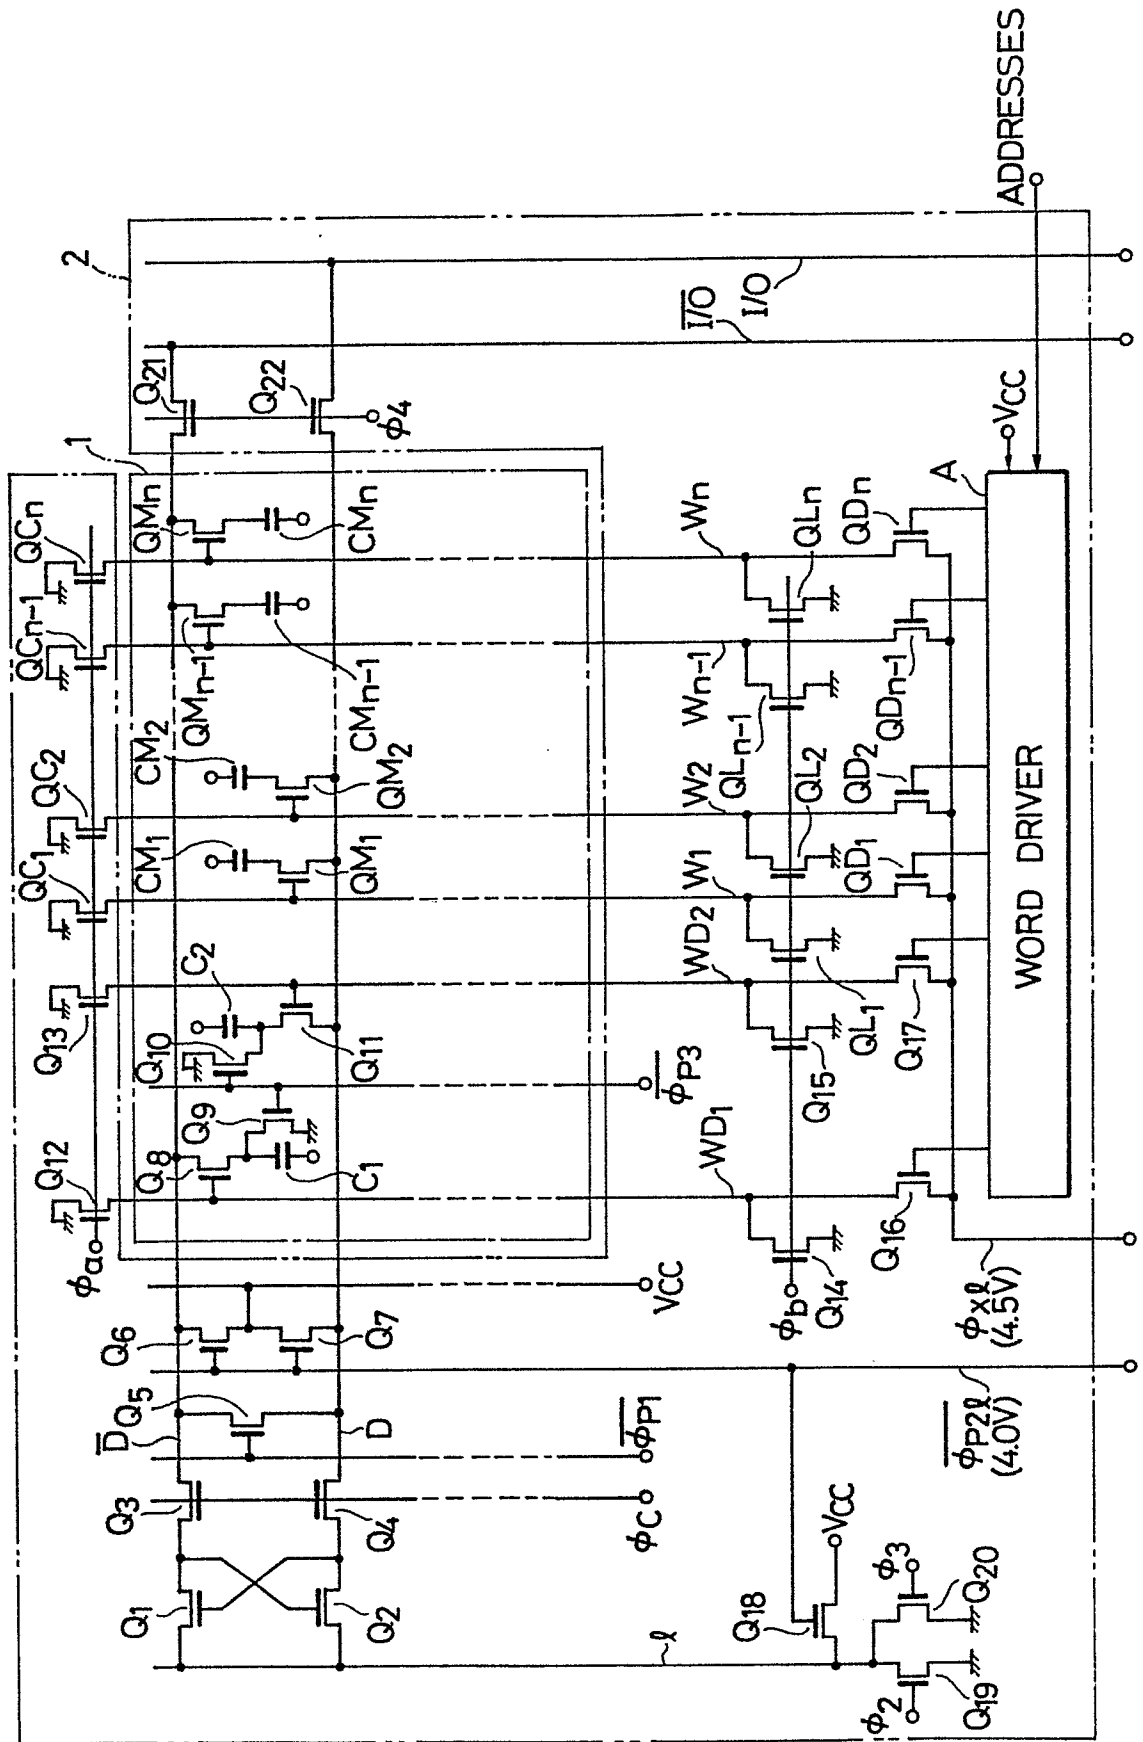 ADDRESSES
2
I/O
I/O
Q21
Q22
ϕ4
VCC
1
QCn
QMn
CMn
Wn
QLn
QDn
A
QCn-1
QMn-1
CMn-1
Wn-1
QLn-1
QDn-1
QC2
CM2
QM2
W2
QL2
QD2
QC1
CM1
QM1
W1
QL1
QD1
WORD DRIVER
Q13
C2
Q10
Q11
WD2
Q15
Q17
ϕP3
Q9
Q12
Q8
C1
WD1
Q14
Q16
ϕa
ϕb
ϕxℓ
(4.5V)
VCC
Q6
Q7
ϕP2ℓ
(4.0V)
D
Q5
D
ϕP1
Q3
Q4
ϕC
Q1
Q2
ℓ
Q18
VCC
ϕ3
Q20
ϕ2
Q19